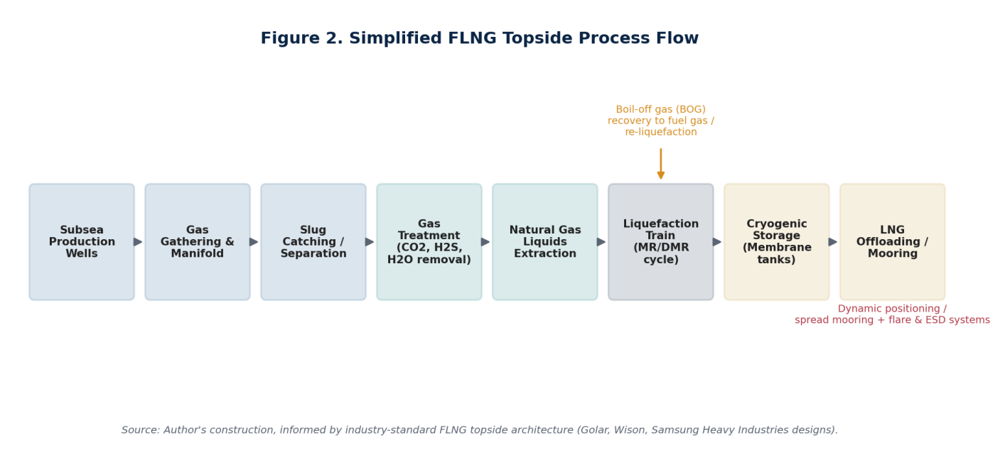 Figure 2. Simplified FLNG Topside Process Flow
Boil-off gas (BOG)
recovery to fuel gas /
re-liquefaction
Subsea
Production
Wells
Gas
Gathering &
Manifold
Slug
Catching /
Separation
Gas
Treatment
(CO2, H2S,
H2O removal)
Natural Gas
Liquids
Extraction
Liquefaction
Train
(MR/DMR
cycle)
Cryogenic
Storage
(Membrane
tanks)
LNG
Offloading /
Mooring
Dynamic positioning /
spread mooring + flare & ESD systems
Source: Author's construction, informed by industry-standard FLNG topside architecture (Golar, Wison, Samsung Heavy Industries designs).